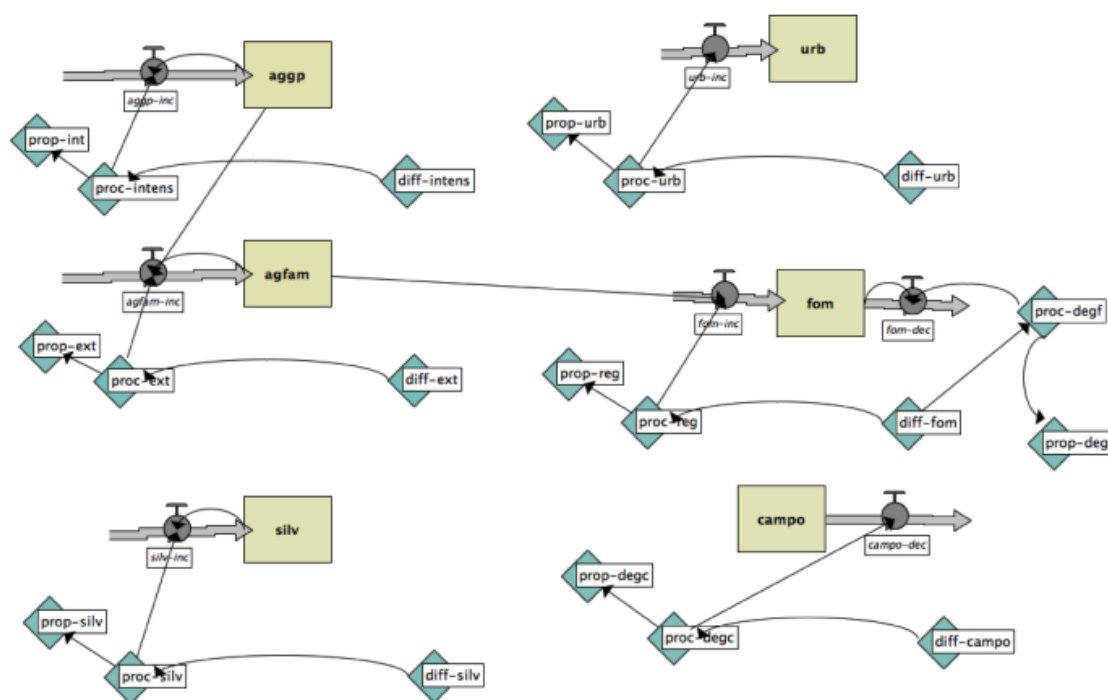 aggp
aggp-inc
prop-int
proc-intens
diff-intens
urb
urb-inc
prop-urb
proc-urb
diff-urb
agfam
agfam-inc
prop-ext
proc-ext
diff-ext
fom
fom-inc
fom-dec
proc-degf
prop-reg
proc-reg
diff-fom
prop-deg
silv
silv-inc
prop-silv
proc-silv
diff-silv
campo
campo-dec
prop-degc
proc-degc
diff-campo